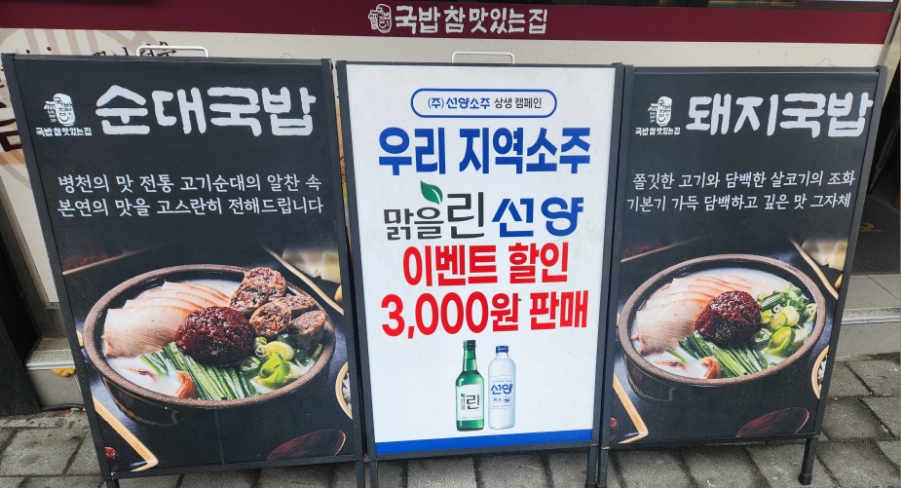 국밥 참 맛있는 집
국밥 참 맛있는 집
순대국밥
병천의 맛 전통 고기순대의 알찬 속
본연의 맛을 고스란히 전해드립니다
(주)선양소주 상생 캠페인
우리 지역소주
맑을린 선양
이벤트 할인
3,000원 판매
맑을
린
선양
국밥 참 맛있는 집
돼지국밥
쫄깃한 고기와 담백한 살코기의 조화
기본기 가득 담백하고 깊은 맛 그자체